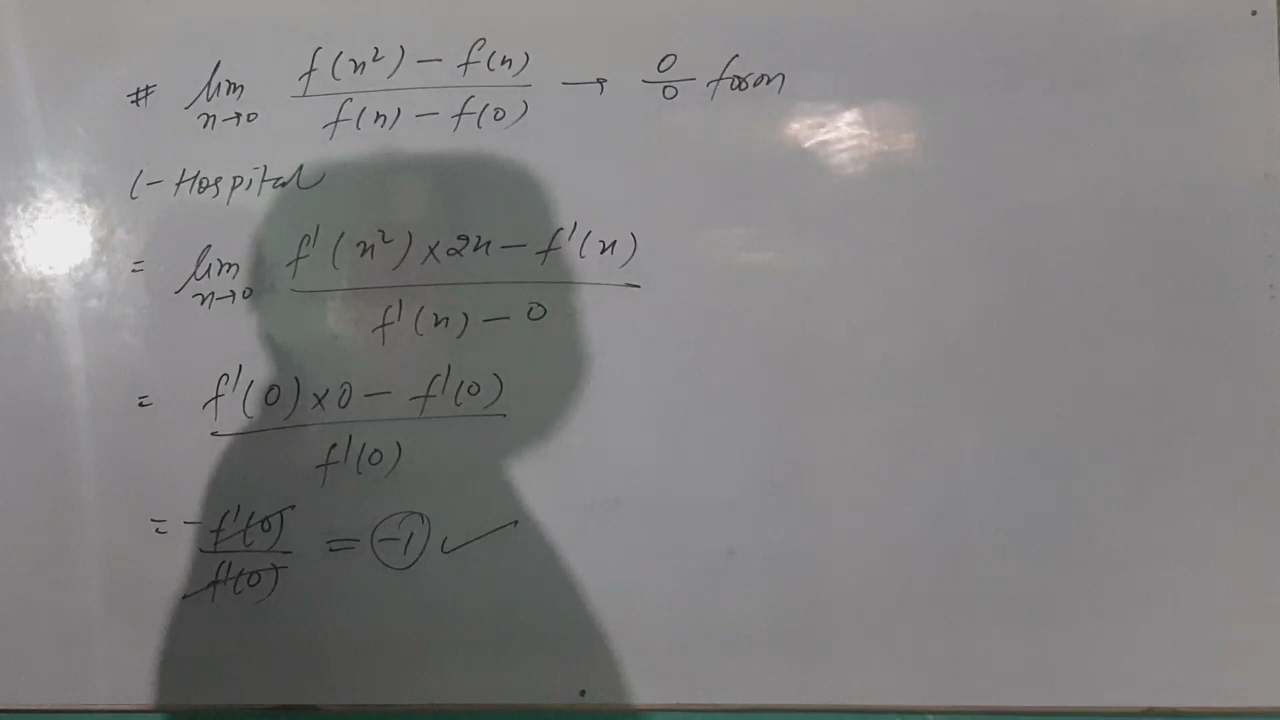 # lim n→0 f(n²) - f(n) / f(n) - f(0) → 0/0 form
L-Hospital
= lim n→0 f'(n²) × 2n - f'(n) / f'(n) - 0
= f'(0) × 0 - f'(0) / f'(0)
= -f'(0) / f'(0) = -1 ✓